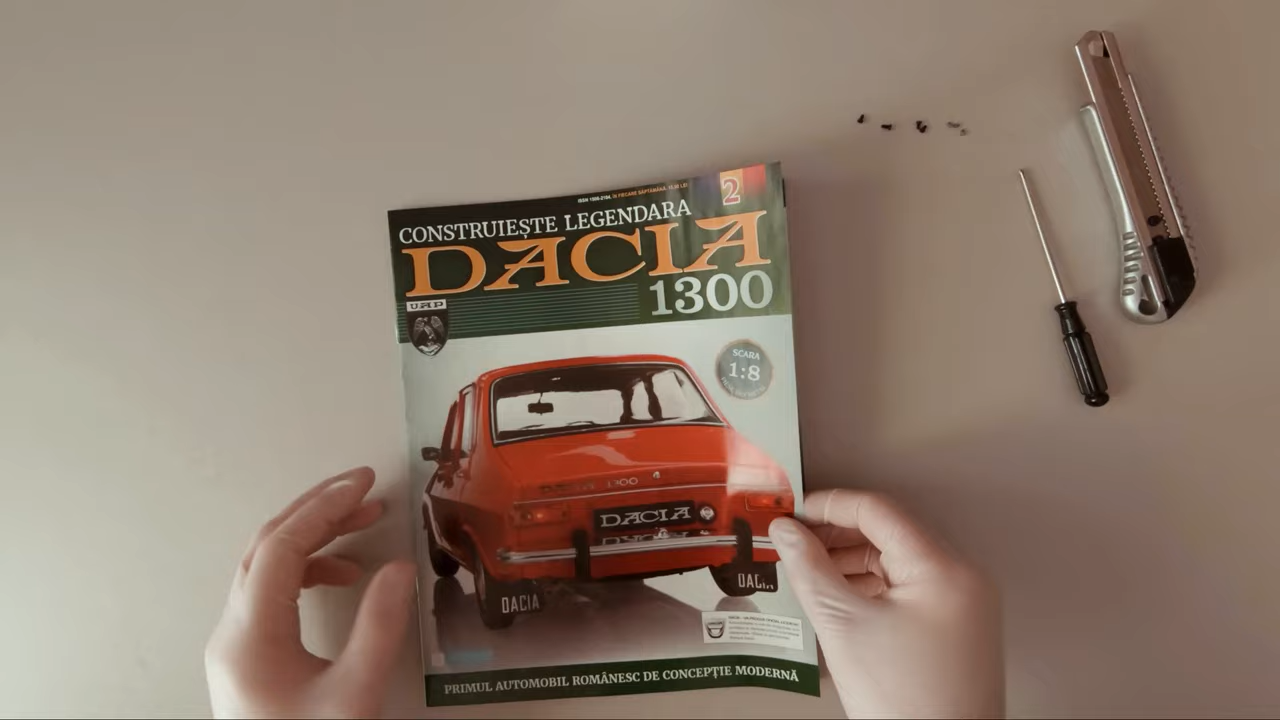 2
CONSTRUIEȘTE LEGENDARA
DACIA
1300
UAP
SCARA
1:8
1300
DACIA
DACIA
DACIA
PRIMUL AUTOMOBIL ROMÂNESC DE CONCEPȚIE MODERNĂ